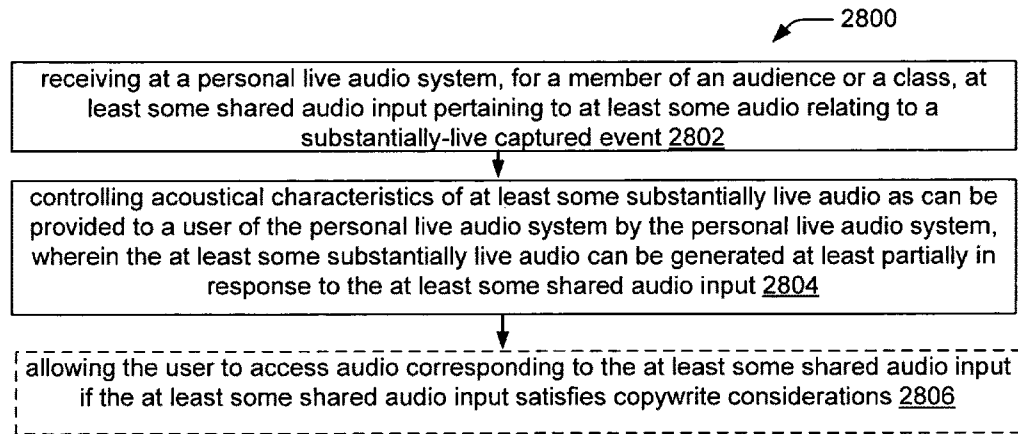 2800
receiving at a personal live audio system, for a member of an audience or a class, at
least some shared audio input pertaining to at least some audio relating to a
substantially-live captured event 2802
controlling acoustical characteristics of at least some substantially live audio as can be
provided to a user of the personal live audio system by the personal live audio system,
wherein the at least some substantially live audio can be generated at least partially in
response to the at least some shared audio input 2804
allowing the user to access audio corresponding to the at least some shared audio input
if the at least some shared audio input satisfies copywrite considerations 2806